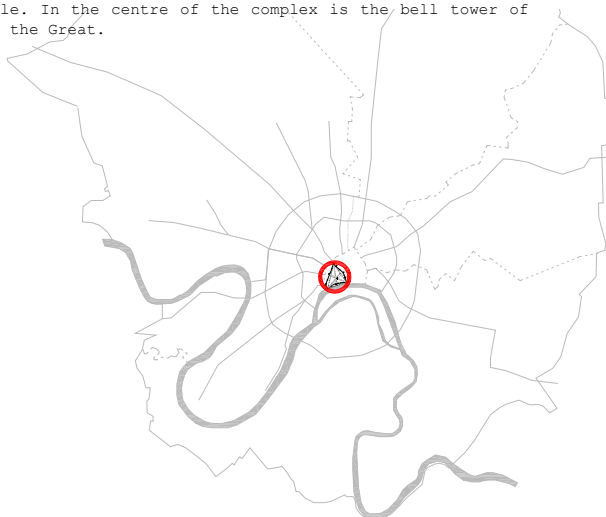 le. In the centre of the complex is the bell tower of
the Great.